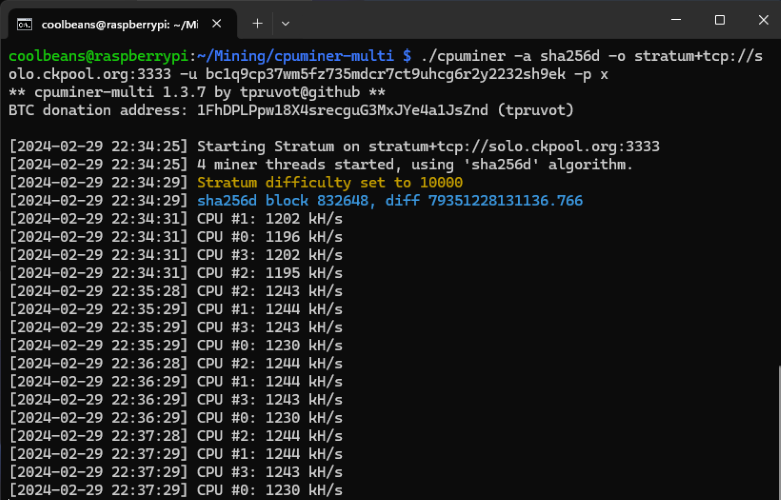 coolbeans@raspberrypi: ~/Mi
coolbeans@raspberrypi:~/Mining/cpuminer-multi $ ./cpuminer -a sha256d -o stratum+tcp://s
olo.ckpool.org:3333 -u bc1q9cp37wm5fz735mdcr7ct9uhcg6r2y2232sh9ek -p x
** cpuminer-multi 1.3.7 by tpruvot@github **
BTC donation address: 1FhDPLPpw18X4srecguG3MxJYe4a1JsZnd (tpruvot)
[2024-02-29 22:34:25] Starting Stratum on stratum+tcp://solo.ckpool.org:3333
[2024-02-29 22:34:25] 4 miner threads started, using 'sha256d' algorithm.
[2024-02-29 22:34:29] Stratum difficulty set to 10000
[2024-02-29 22:34:29] sha256d block 832648, diff 79351228131136.766
[2024-02-29 22:34:31] CPU #1: 1202 kH/s
[2024-02-29 22:34:31] CPU #0: 1196 kH/s
[2024-02-29 22:34:31] CPU #3: 1202 kH/s
[2024-02-29 22:34:31] CPU #2: 1195 kH/s
[2024-02-29 22:35:28] CPU #2: 1243 kH/s
[2024-02-29 22:35:29] CPU #1: 1244 kH/s
[2024-02-29 22:35:29] CPU #3: 1243 kH/s
[2024-02-29 22:35:29] CPU #0: 1230 kH/s
[2024-02-29 22:36:28] CPU #2: 1244 kH/s
[2024-02-29 22:36:29] CPU #1: 1244 kH/s
[2024-02-29 22:36:29] CPU #3: 1243 kH/s
[2024-02-29 22:36:29] CPU #0: 1230 kH/s
[2024-02-29 22:37:28] CPU #2: 1244 kH/s
[2024-02-29 22:37:29] CPU #1: 1244 kH/s
[2024-02-29 22:37:29] CPU #3: 1243 kH/s
[2024-02-29 22:37:29] CPU #0: 1230 kH/s